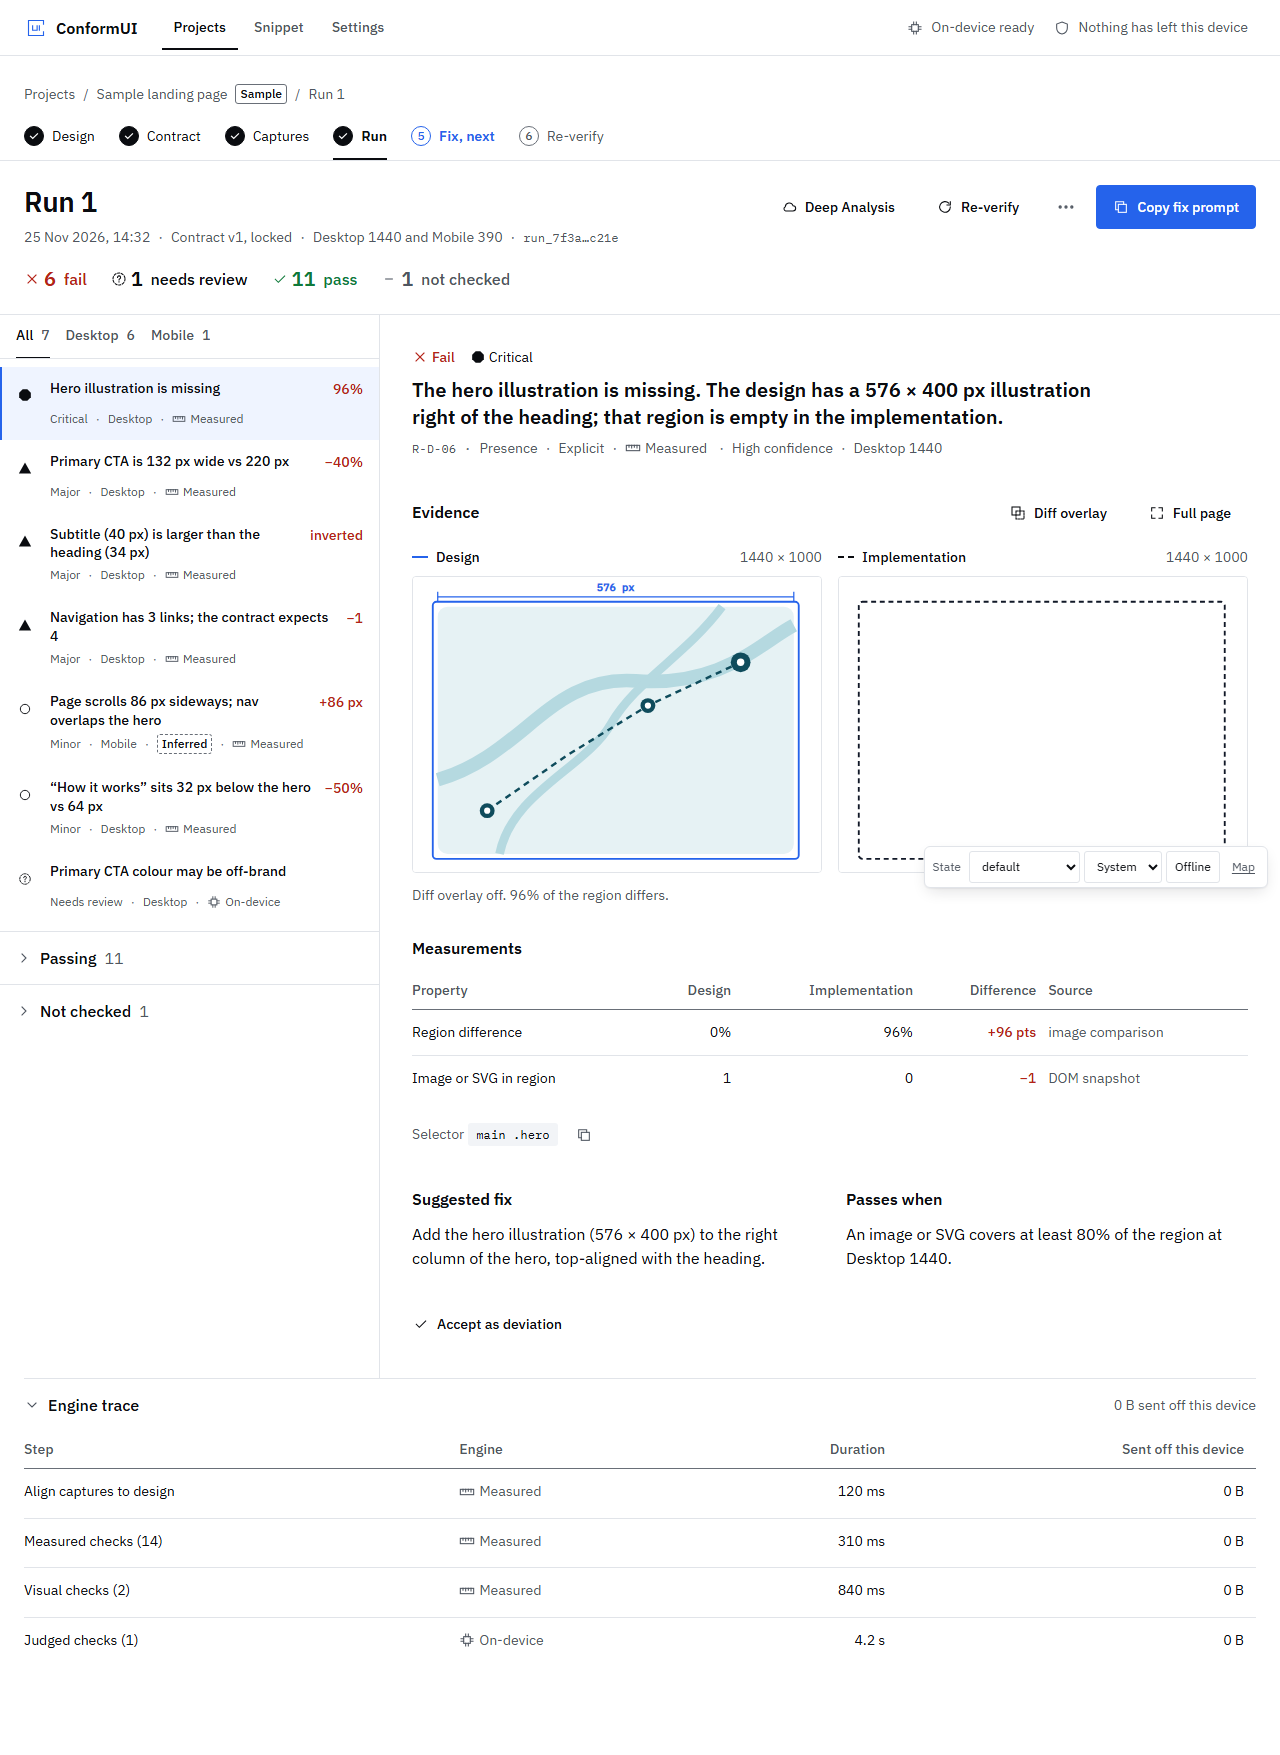 ConformUI Projects Snippet Settings On-device ready Nothing has left this device
Projects / Sample landing page Sample / Run 1
Design Contract Captures Run 5 Fix, next 6 Re-verify
Run 1
Deep Analysis Re-verify ··· Copy fix prompt
25 Nov 2026, 14:32 · Contract v1, locked · Desktop 1440 and Mobile 390 · run_7f3a…c21e
6 fail ? 1 needs review 11 pass – 1 not checked
All 7 Desktop 6 Mobile 1
Hero illustration is missing 96%
Critical · Desktop · Measured
Primary CTA is 132 px wide vs 220 px −40%
Major · Desktop · Measured
Subtitle (40 px) is larger than the inverted
heading (34 px)
Major · Desktop · Measured
Navigation has 3 links; the contract expects −1
4
Major · Desktop · Measured
Page scrolls 86 px sideways; nav +86 px
overlaps the hero
Minor · Mobile · Inferred · Measured
“How it works” sits 32 px below the hero −50%
vs 64 px
Minor · Desktop · Measured
Primary CTA colour may be off-brand
Needs review · Desktop · On-device
Passing 11
Not checked 1
Fail Critical
The hero illustration is missing. The design has a 576 × 400 px illustration
right of the heading; that region is empty in the implementation.
R-D-06 · Presence · Explicit · Measured · High confidence · Desktop 1440
Evidence Diff overlay Full page
Design 1440 × 1000 Implementation 1440 × 1000
576 px
State default System Offline Map
Diff overlay off. 96% of the region differs.
Measurements
Property Design Implementation Difference Source
Region difference 0% 96% +96 pts image comparison
Image or SVG in region 1 0 −1 DOM snapshot
Selector main .hero
Suggested fix
Add the hero illustration (576 × 400 px) to the right
column of the hero, top-aligned with the heading.
Passes when
An image or SVG covers at least 80% of the region at
Desktop 1440.
Accept as deviation
Engine trace 0 B sent off this device
Step Engine Duration Sent off this device
Align captures to design Measured 120 ms 0 B
Measured checks (14) Measured 310 ms 0 B
Visual checks (2) Measured 840 ms 0 B
Judged checks (1) On-device 4.2 s 0 B